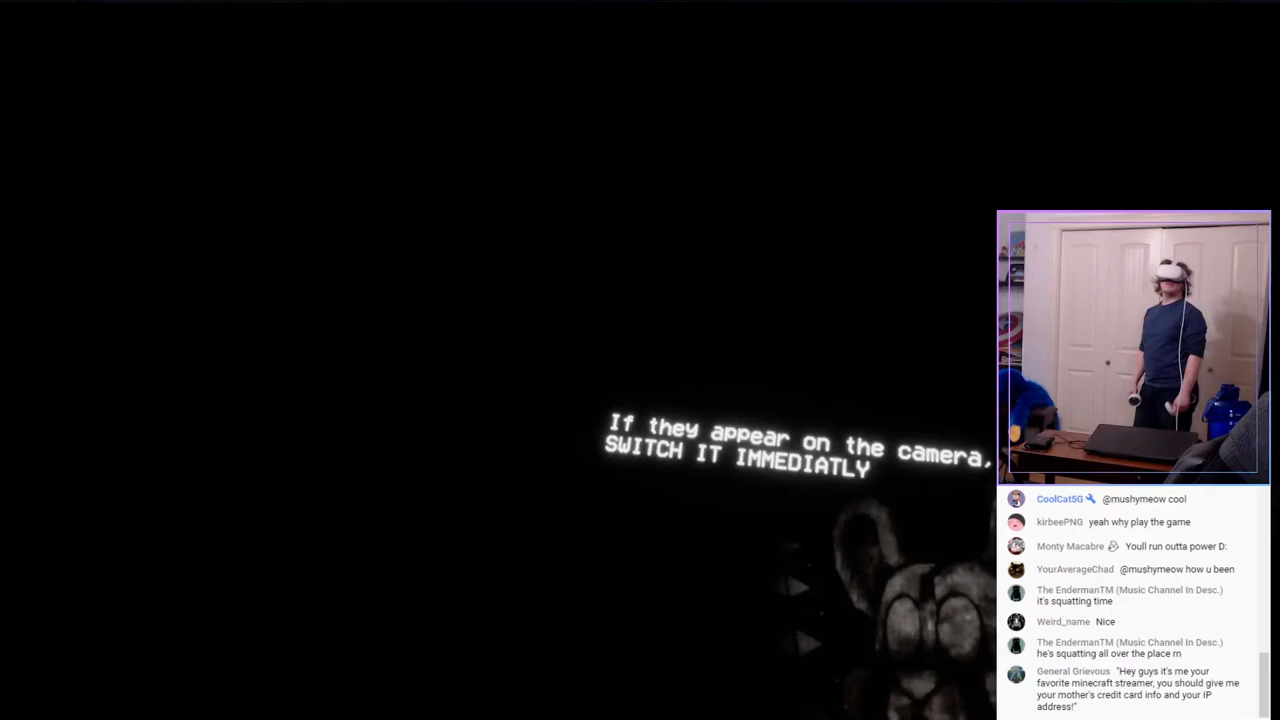 If they appear on the camera,
SWITCH IT IMMEDIATLY
CoolCat5G @mushymeow cool
kirbeePNG yeah why play the game
Monty Macabre Youll run outta power D:
YourAverageChad @mushymeow how u been
The EndermanTM (Music Channel In Desc.)
it's squatting time
Weird_name Nice
The EndermanTM (Music Channel In Desc.)
he's squatting all over the place rn
General Grievous "Hey guys it's me your
favorite minecraft streamer, you should give me
your mother's credit card info and your IP
address!"